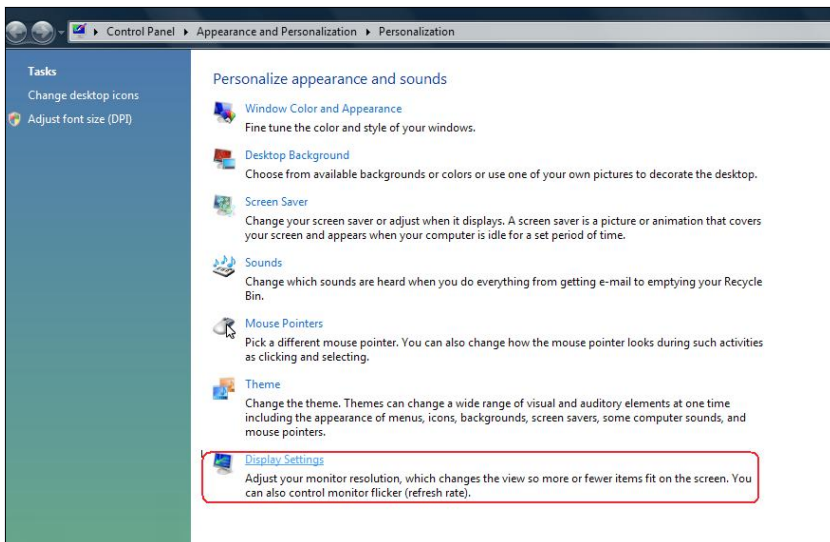 Control Panel ▸ Appearance and Personalization ▸ Personalization
Tasks
Change desktop icons
Adjust font size (DPI)
Personalize appearance and sounds
Window Color and Appearance
Fine tune the color and style of your windows.
Desktop Background
Choose from available backgrounds or colors or use one of your own pictures to decorate the desktop.
Screen Saver
Change your screen saver or adjust when it displays. A screen saver is a picture or animation that covers
your screen and appears when your computer is idle for a set period of time.
Sounds
Change which sounds are heard when you do everything from getting e-mail to emptying your Recycle
Bin.
Mouse Pointers
Pick a different mouse pointer. You can also change how the mouse pointer looks during such activities
as clicking and selecting.
Theme
Change the theme. Themes can change a wide range of visual and auditory elements at one time
including the appearance of menus, icons, backgrounds, screen savers, some computer sounds, and
mouse pointers.
Display Settings
Adjust your monitor resolution, which changes the view so more or fewer items fit on the screen. You
can also control monitor flicker (refresh rate).